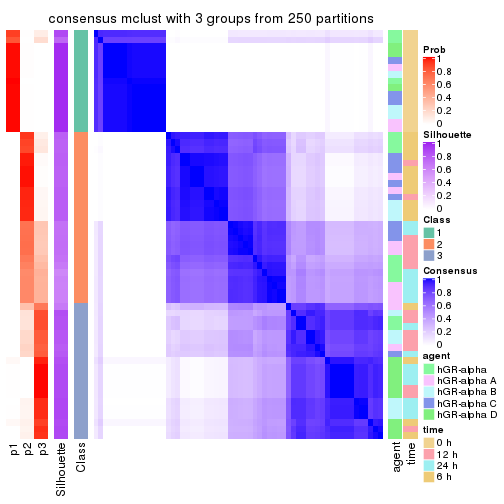 consensus mclust with 3 groups from 250 partitions
p1
p2
p3
Silhouette
Class
agent
time
Prob
1
0.8
0.6
0.4
0.2
0
Silhouette
1
0.8
0.6
0.4
0.2
0
Class
1
2
3
Consensus
1
0.8
0.6
0.4
0.2
0
agent
hGR-alpha
hGR-alpha A
hGR-alpha B
hGR-alpha C
hGR-alpha D
time
0 h
12 h
24 h
6 h